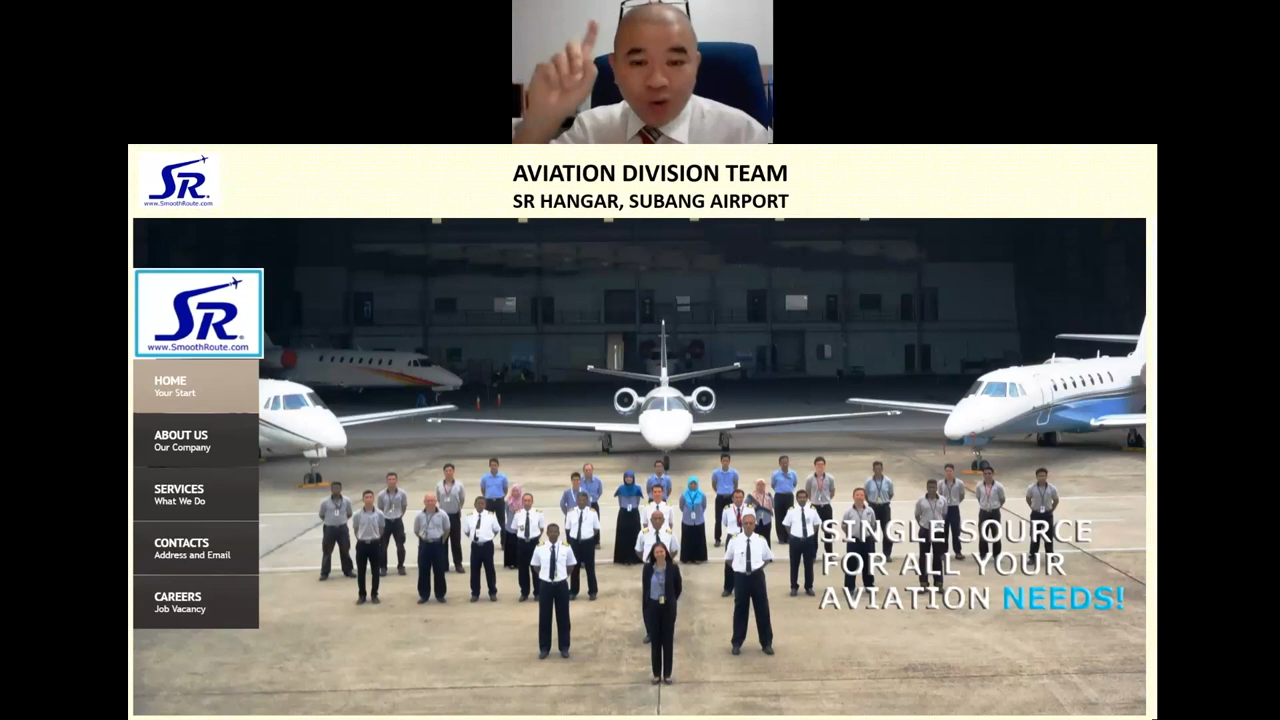 AVIATION DIVISION TEAM
SR HANGAR, SUBANG AIRPORT
SR.
www.SmoothRoute.com
SR
www.SmoothRoute.com
HOME
Your Start
ABOUT US
Our Company
SERVICES
What We Do
CONTACTS
Address and Email
CAREERS
Job Vacancy
SINGLE SOURCE
FOR ALL YOUR
AVIATION NEEDS!